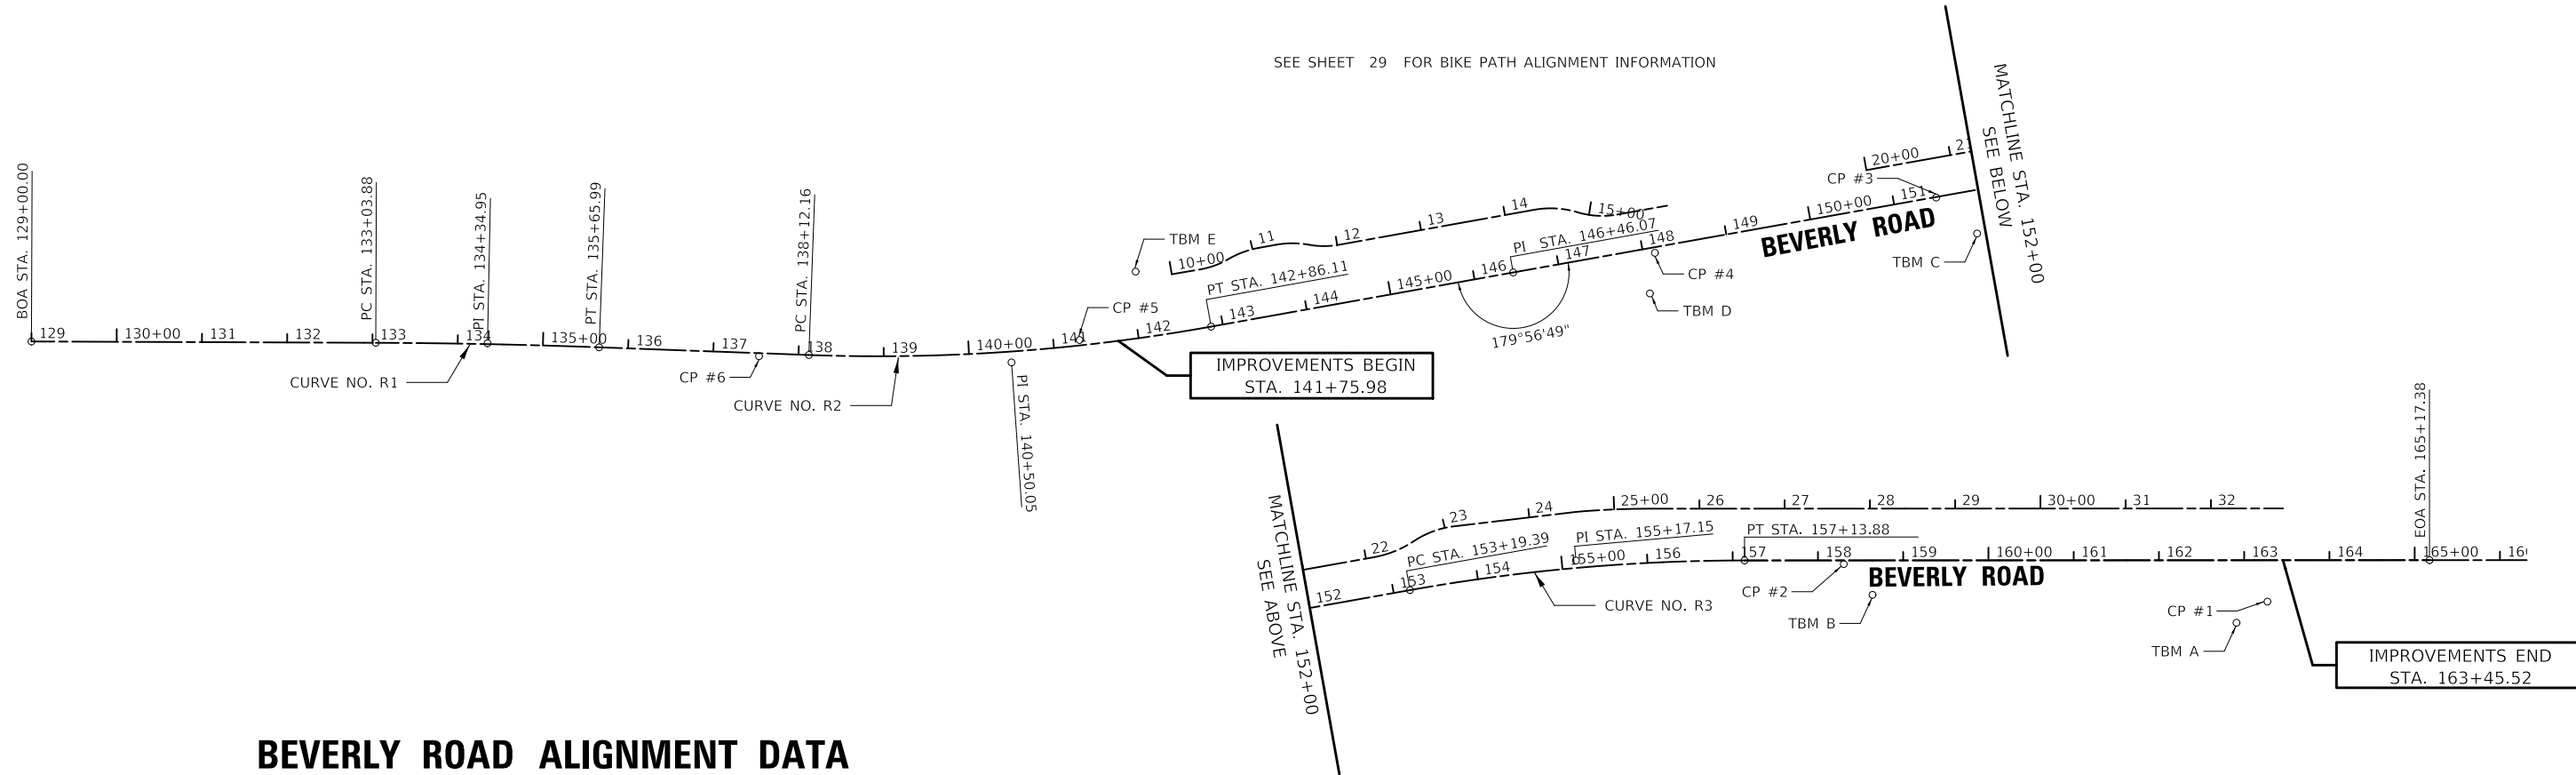 SEE SHEET 29 FOR BIKE PATH ALIGNMENT INFORMATION
MATCHLINE STA. 152+00
SEE BELOW
BOA STA. 129+00.00
PC STA. 133+03.88
PI STA. 134+34.95
PT STA. 135+65.99
PC STA. 138+12.16
129
130+00
131
132
133
134
135+00
136
137
138
139
140+00
141
142
143
144
145+00
146
147
148
149
150+00
151
10+00
11
12
13
14
15+00
20+00
21
TBM E
CP #5
PT STA. 142+86.11
PI STA. 146+46.07
179°56'49"
CP #4
TBM D
CP #3
TBM C
BEVERLY ROAD
CURVE NO. R1
CP #6
CURVE NO. R2
PI STA. 140+50.05
IMPROVEMENTS BEGIN
STA. 141+75.98
MATCHLINE STA. 152+00
SEE ABOVE
22
23
24
25+00
26
27
28
29
30+00
31
32
PC STA. 153+19.39
PI STA. 155+17.15
PT STA. 157+13.88
EOA STA. 165+17.38
152
153
154
155+00
156
157
158
159
160+00
161
162
163
164
165+00
CURVE NO. R3
CP #2
BEVERLY ROAD
TBM B
CP #1
TBM A
IMPROVEMENTS END
STA. 163+45.52
BEVERLY ROAD ALIGNMENT DATA